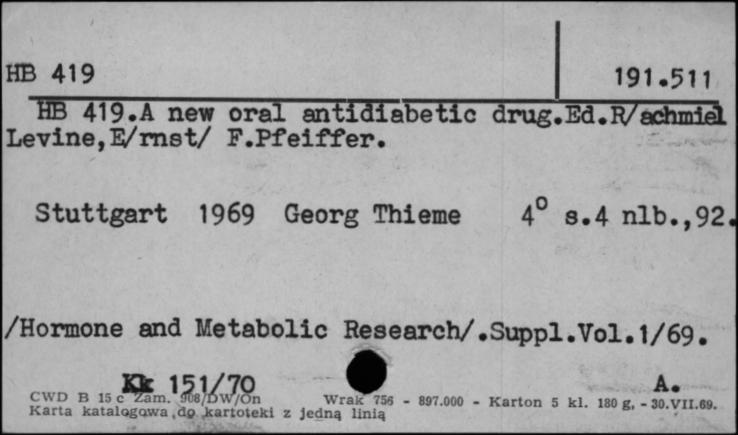 HB 419 191.511
HB 419.A new oral antidiabetic drug.Ed.R/achmiel
Levine,E/rnst/ F.Pfeiffer.
Stuttgart 1969 Georg Thieme 4° s.4 nlb.,92.
/Hormone and Metabolic Research/.Suppl.Vol.1/69.
Kk 151/70 A.
CWD B 15 c Zam. 908/DW/On Wrak 756 - 897.000 - Karton 5 kl. 180 g, - 30.VII.69.
Karta katalogowa do kartoteki z jedną linią